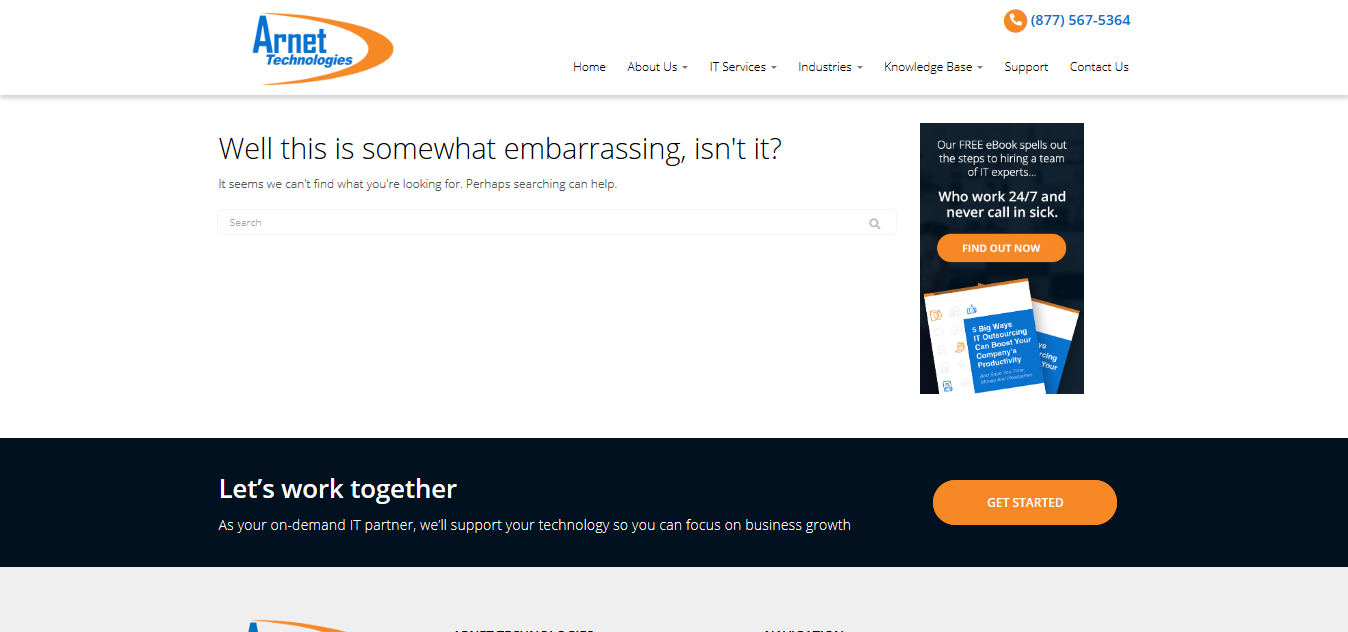 Arnet
Technologies
(877) 567-5364
Home About Us IT Services Industries Knowledge Base Support Contact Us
Well this is somewhat embarrassing, isn't it?
It seems we can't find what you're looking for. Perhaps searching can help.
Search
Our FREE eBook spells out
the steps to hiring a team
of IT experts...
Who work 24/7 and
never call in sick.
FIND OUT NOW
5 Big Ways
IT Outsourcing
Can Boost Your
Company's
Productivity
And Save You Time,
Money And Headaches
Let’s work together
As your on-demand IT partner, we’ll support your technology so you can focus on business growth
GET STARTED